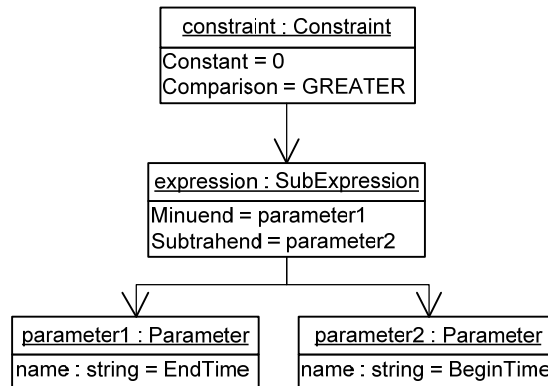 constraint : Constraint
Constant = 0
Comparison = GREATER
expression : SubExpression
Minuend = parameter1
Subtrahend = parameter2
parameter1 : Parameter
name : string = EndTime
parameter2 : Parameter
name : string = BeginTime